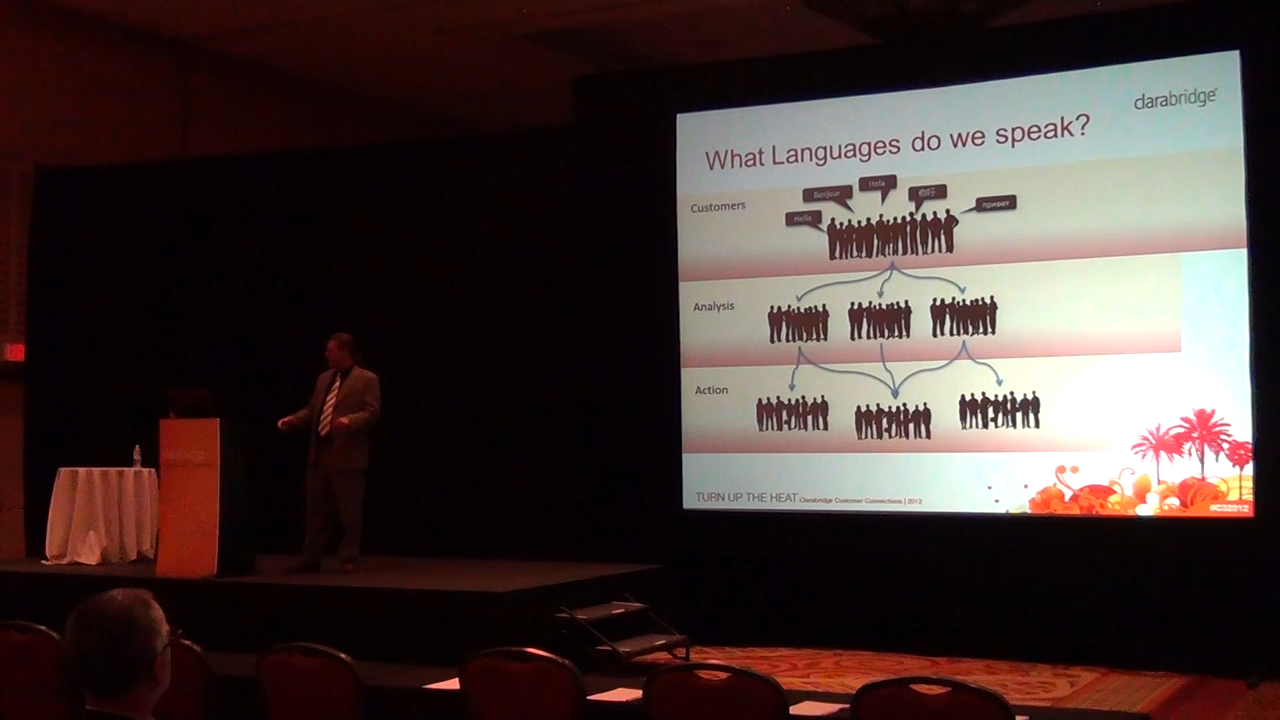 clarabridge
What Languages do we speak?
Customers
Hello
Bonjour
Hola
привет
Analysis
Action
TURN UP THE HEAT Clarabridge Customer Connections | 2012
#C32012